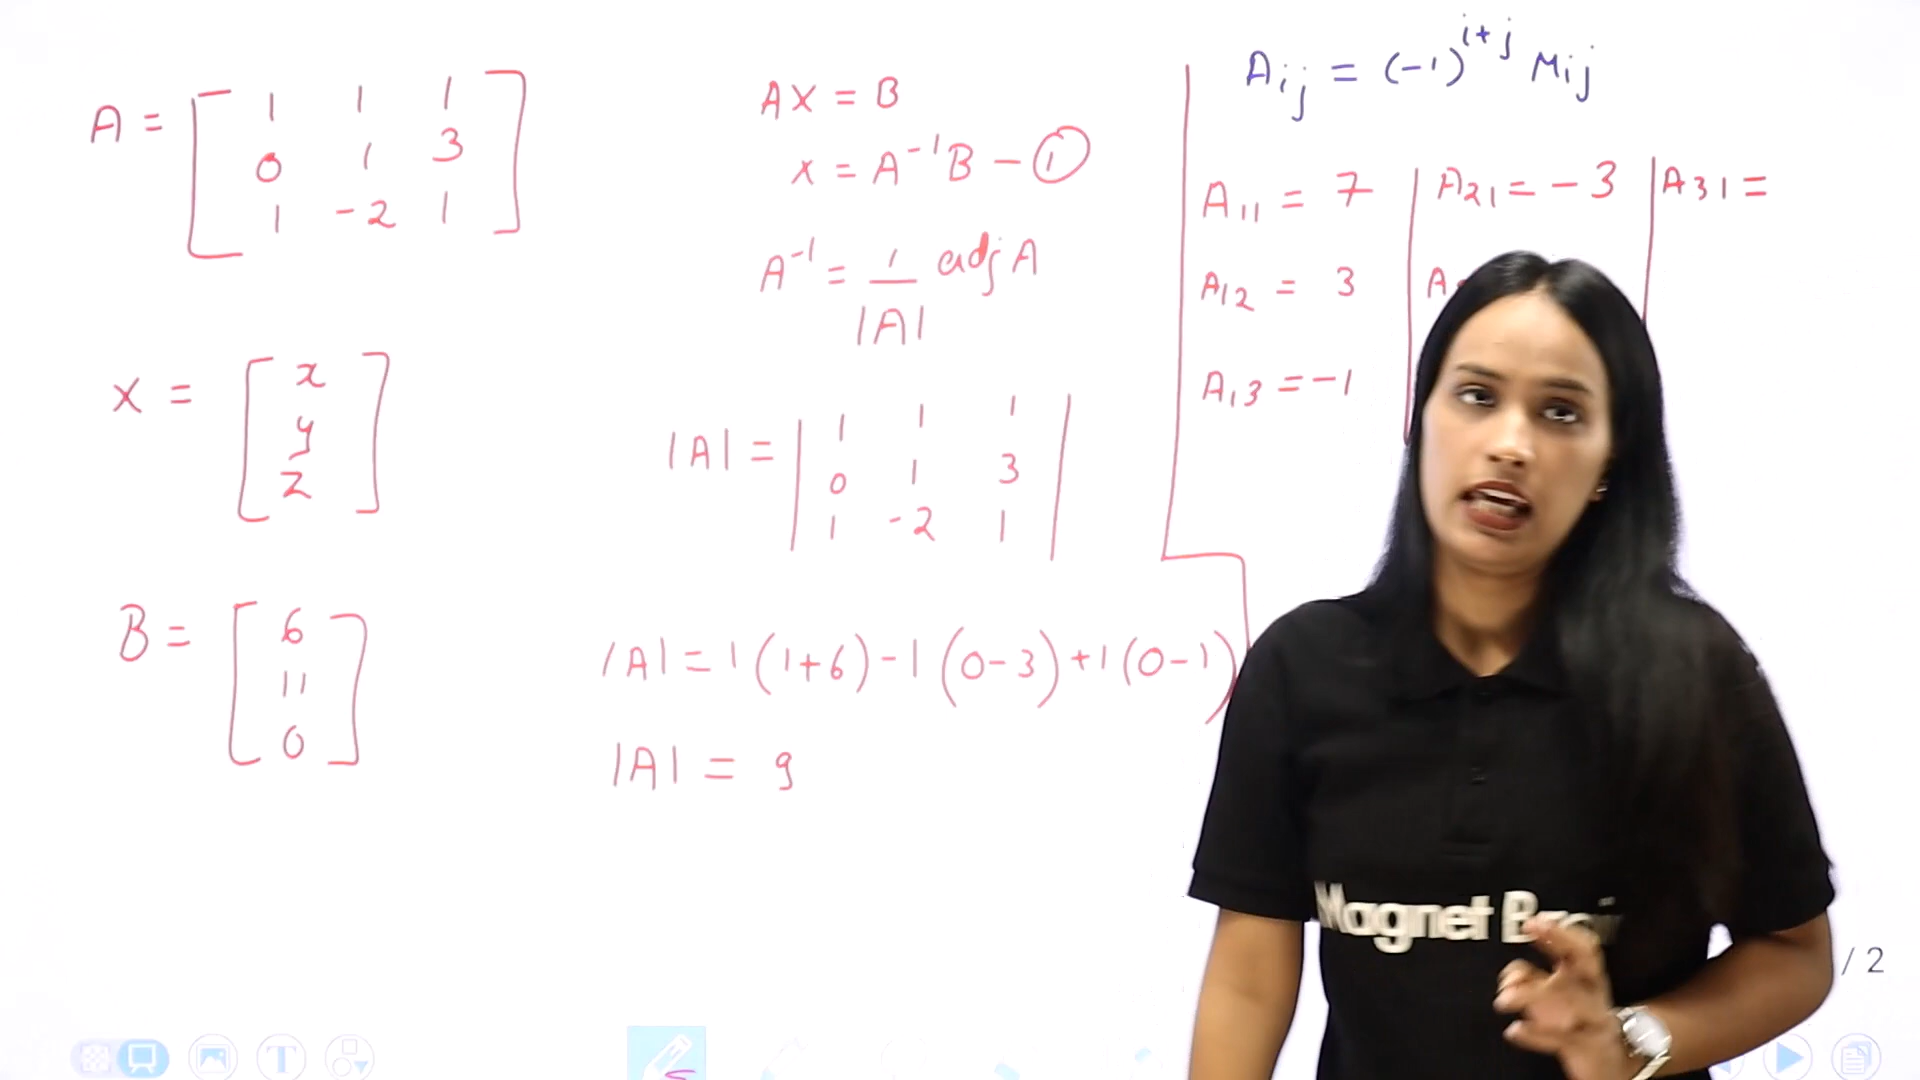 A = [ 1 1 1
0 1 3
1 -2 1 ]
X = [ x
y
z ]
B = [ 6
11
0 ]
AX = B
X = A⁻¹B - ①
A⁻¹ = 1/|A| adj A
|A| = | 1 1 1
0 1 3
1 -2 1 |
|A| = 1(1+6) -1(0-3) +1(0-1)
|A| = 9
Aij = (-1)^i+j Mij
A11 = 7
A12 = 3
A13 = -1
A21 = -3
A
A31 =
Magnet
/ 2
T